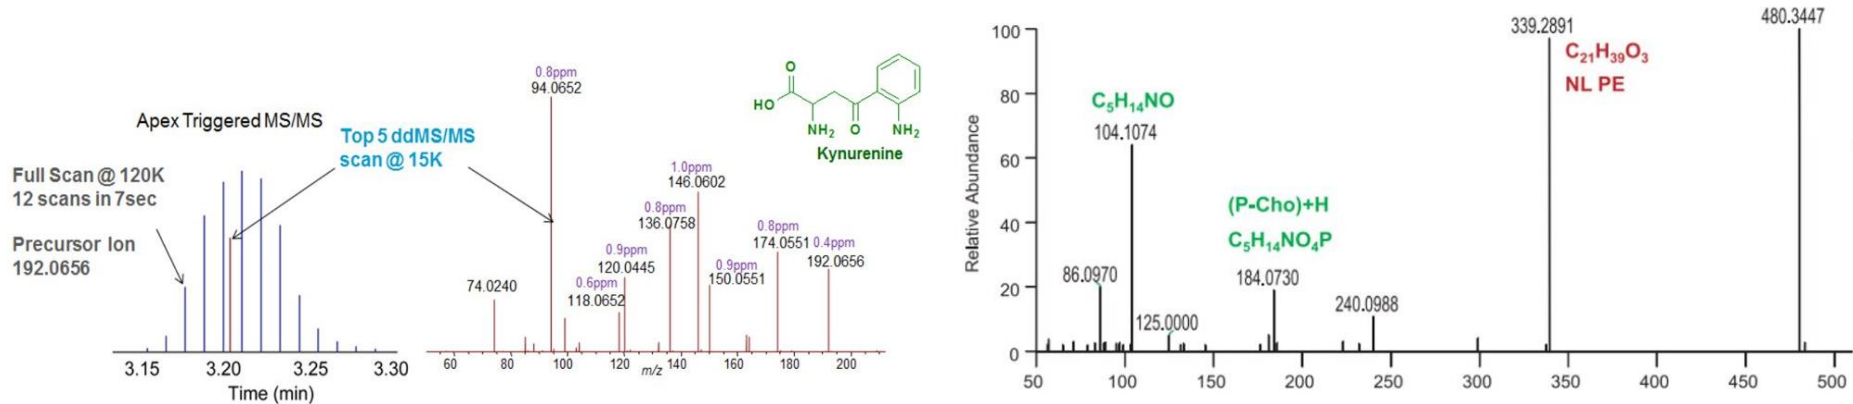 Apex Triggered MS/MS
Full Scan @ 120K
12 scans in 7sec
Precursor Ion
192.0656
Top 5 ddMS/MS
scan @ 15K
3.15 3.20 3.25 3.30
Time (min)
0.8ppm
94.0652
74.0240
0.6ppm
118.0652
0.9ppm
120.0445
0.8ppm
136.0758
1.0ppm
146.0602
0.9ppm
150.0551
0.8ppm
174.0551
0.4ppm
192.0656
60 80 100 120 140 160 180 200
m/z
O
HO
NH₂ O NH₂
Kynurenine
Relative Abundance
100
80
60
40
20
0
50 100 150 200 250 300 350 400 450 500
86.0970
C₅H₁₄NO
104.1074
125.0000
(P-Cho)+H
C₅H₁₄NO₄P
184.0730
240.0988
339.2891
C₂₁H₃₉O₃
NL PE
480.3447